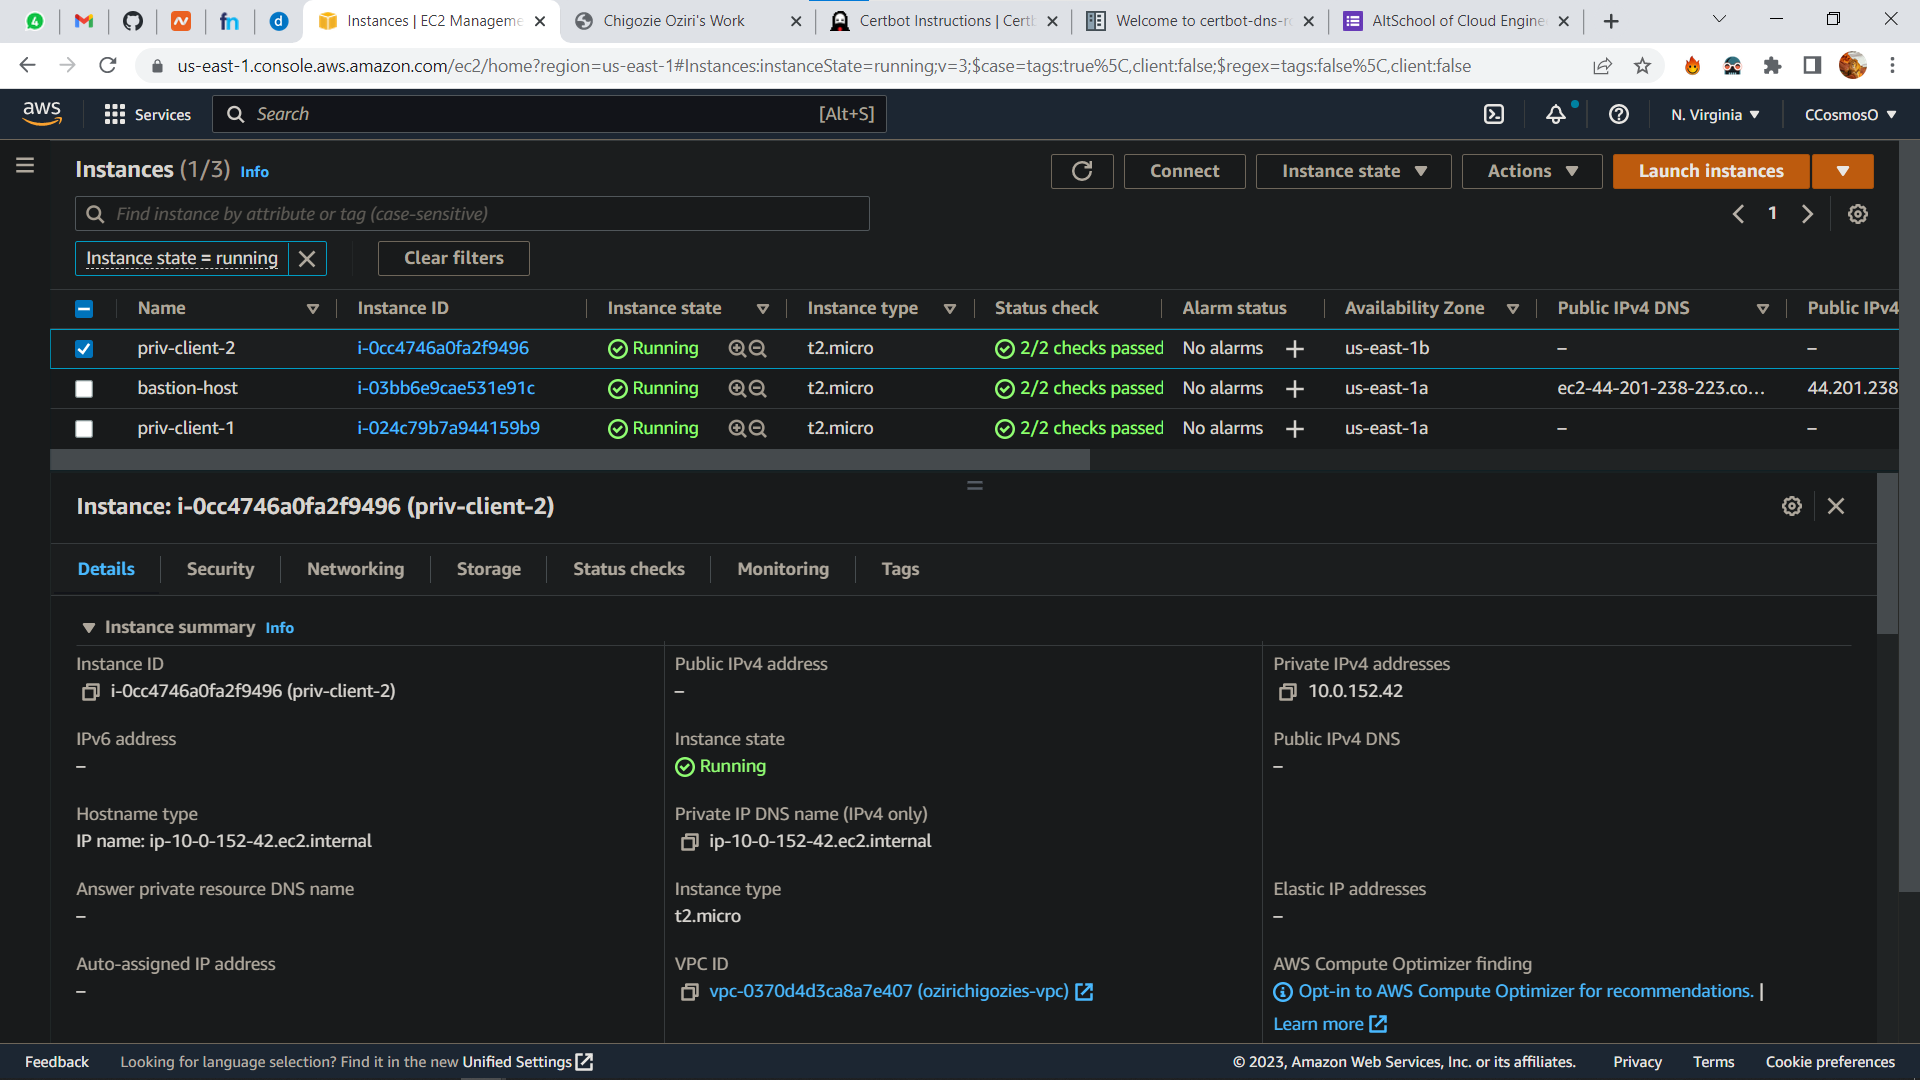 4
fn
d
Instances | EC2 Manageme
Chigozie Oziri's Work
Certbot Instructions | Certb
Welcome to certbot-dns-ro
AltSchool of Cloud Enginee
us-east-1.console.aws.amazon.com/ec2/home?region=us-east-1#Instances:instanceState=running;v=3;$case=tags:true%5C,client:false;$regex=tags:false%5C,client:false
aws
Services
Search
[Alt+S]
N. Virginia
CCosmosO
Instances (1/3) Info
Connect
Instance state
Actions
Launch instances
Find instance by attribute or tag (case-sensitive)
1
Instance state = running
Clear filters
Name Instance ID Instance state Instance type Status check Alarm status Availability Zone Public IPv4 DNS Public IPv4
priv-client-2 i-0cc4746a0fa2f9496 Running t2.micro 2/2 checks passed No alarms + us-east-1b – –
bastion-host i-03bb6e9cae531e91c Running t2.micro 2/2 checks passed No alarms + us-east-1a ec2-44-201-238-223.co... 44.201.238
priv-client-1 i-024c79b7a944159b9 Running t2.micro 2/2 checks passed No alarms + us-east-1a – –
Instance: i-0cc4746a0fa2f9496 (priv-client-2)
Details Security Networking Storage Status checks Monitoring Tags
Instance summary Info
Instance ID
i-0cc4746a0fa2f9496 (priv-client-2)
Public IPv4 address
–
Private IPv4 addresses
10.0.152.42
IPv6 address
–
Instance state
Running
Public IPv4 DNS
–
Hostname type
IP name: ip-10-0-152-42.ec2.internal
Private IP DNS name (IPv4 only)
ip-10-0-152-42.ec2.internal
Answer private resource DNS name
–
Instance type
t2.micro
Elastic IP addresses
–
Auto-assigned IP address
–
VPC ID
vpc-0370d4d3ca8a7e407 (ozirichigozies-vpc)
AWS Compute Optimizer finding
Opt-in to AWS Compute Optimizer for recommendations. |
Learn more
Feedback
Looking for language selection? Find it in the new Unified Settings
© 2023, Amazon Web Services, Inc. or its affiliates.
Privacy
Terms
Cookie preferences